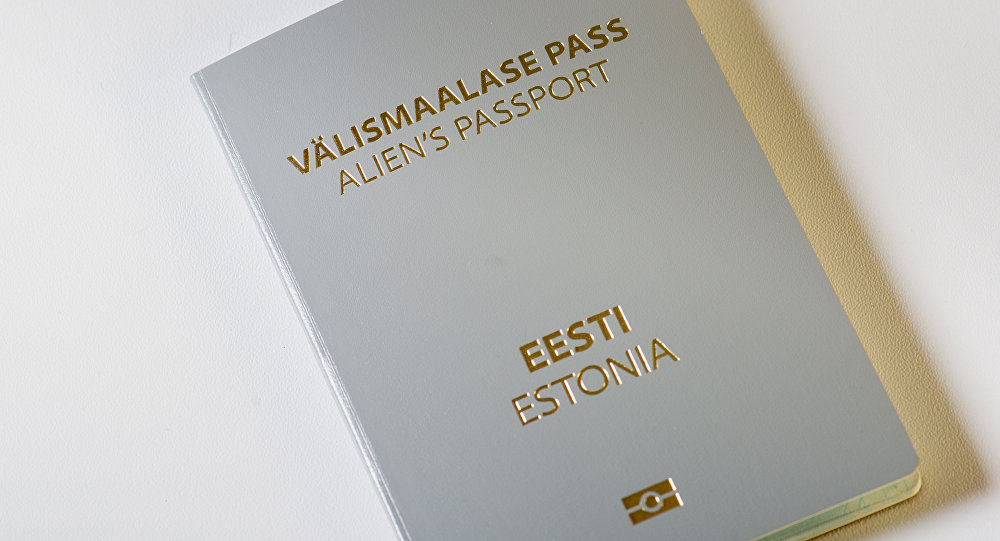 VÄLISMAALASE PASS
ALIEN'S PASSPORT
EESTI
ESTONIA